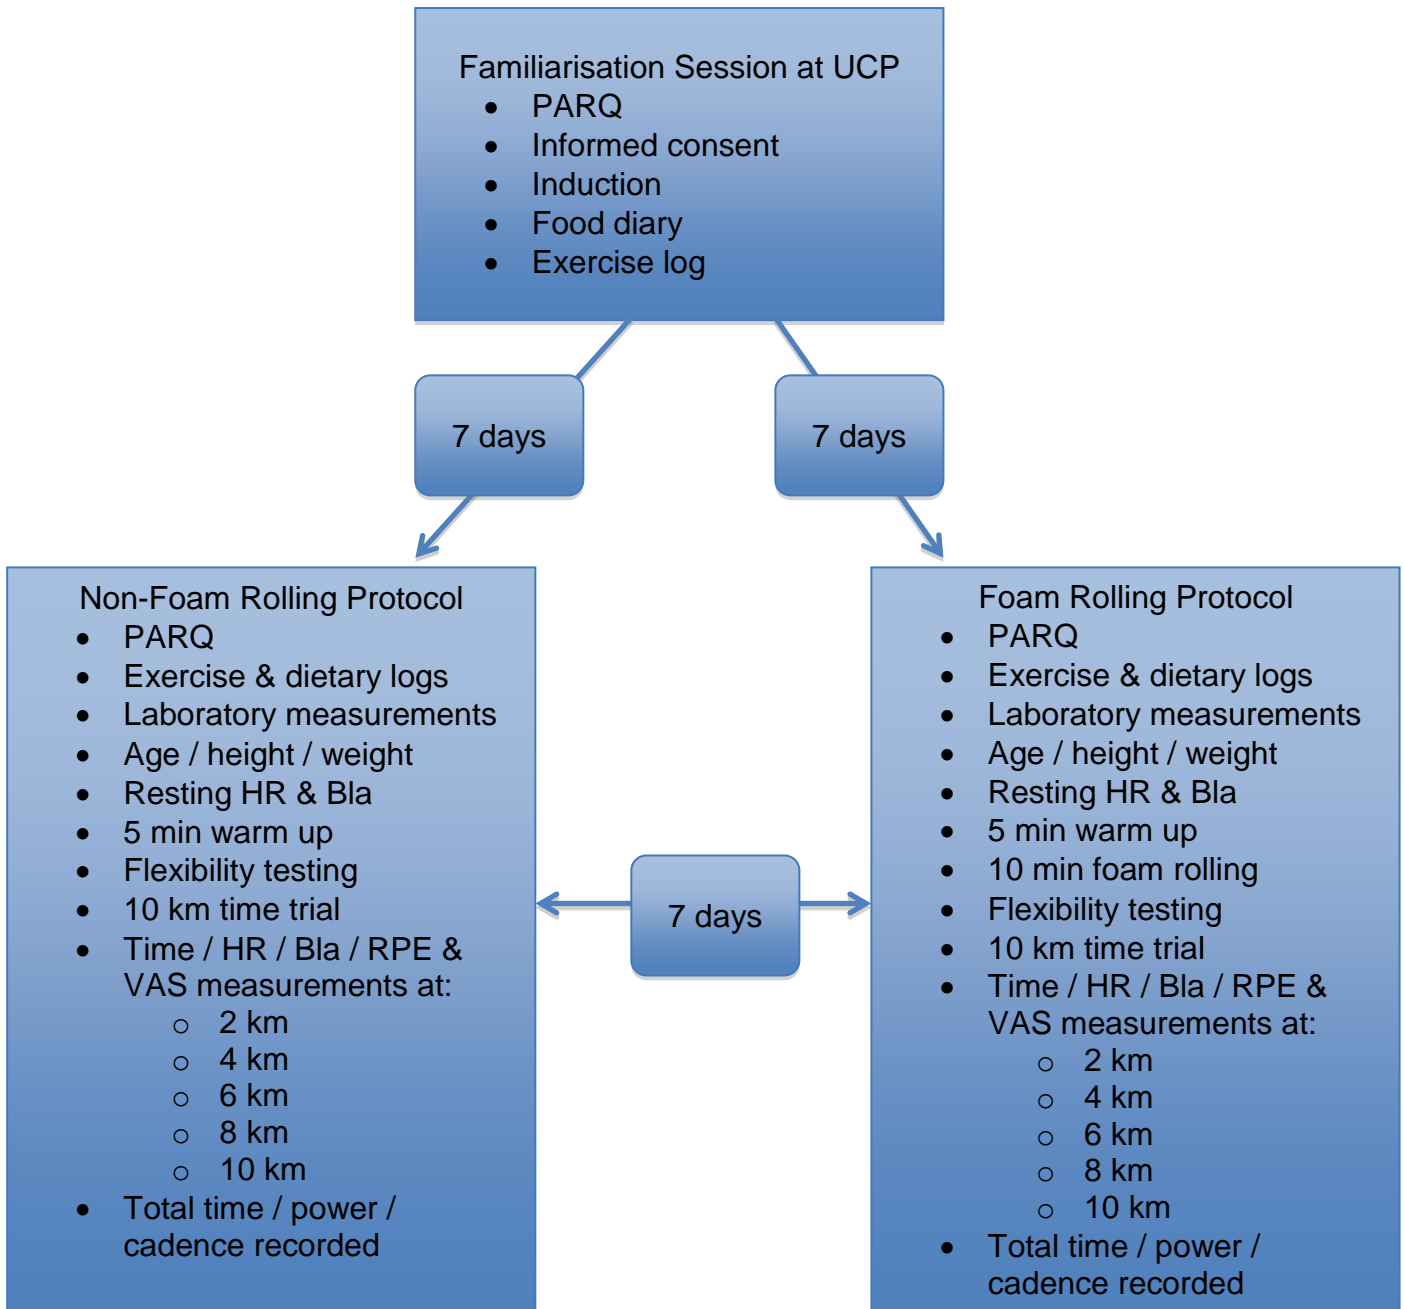 Familiarisation Session at UCP
• PARQ
• Informed consent
• Induction
• Food diary
• Exercise log
7 days
7 days
Non-Foam Rolling Protocol
• PARQ
• Exercise & dietary logs
• Laboratory measurements
• Age / height / weight
• Resting HR & Bla
• 5 min warm up
• Flexibility testing
• 10 km time trial
• Time / HR / Bla / RPE &
VAS measurements at:
o 2 km
o 4 km
o 6 km
o 8 km
o 10 km
• Total time / power /
cadence recorded
7 days
Foam Rolling Protocol
• PARQ
• Exercise & dietary logs
• Laboratory measurements
• Age / height / weight
• Resting HR & Bla
• 5 min warm up
• 10 min foam rolling
• Flexibility testing
• 10 km time trial
• Time / HR / Bla / RPE &
VAS measurements at:
o 2 km
o 4 km
o 6 km
o 8 km
o 10 km
• Total time / power /
cadence recorded